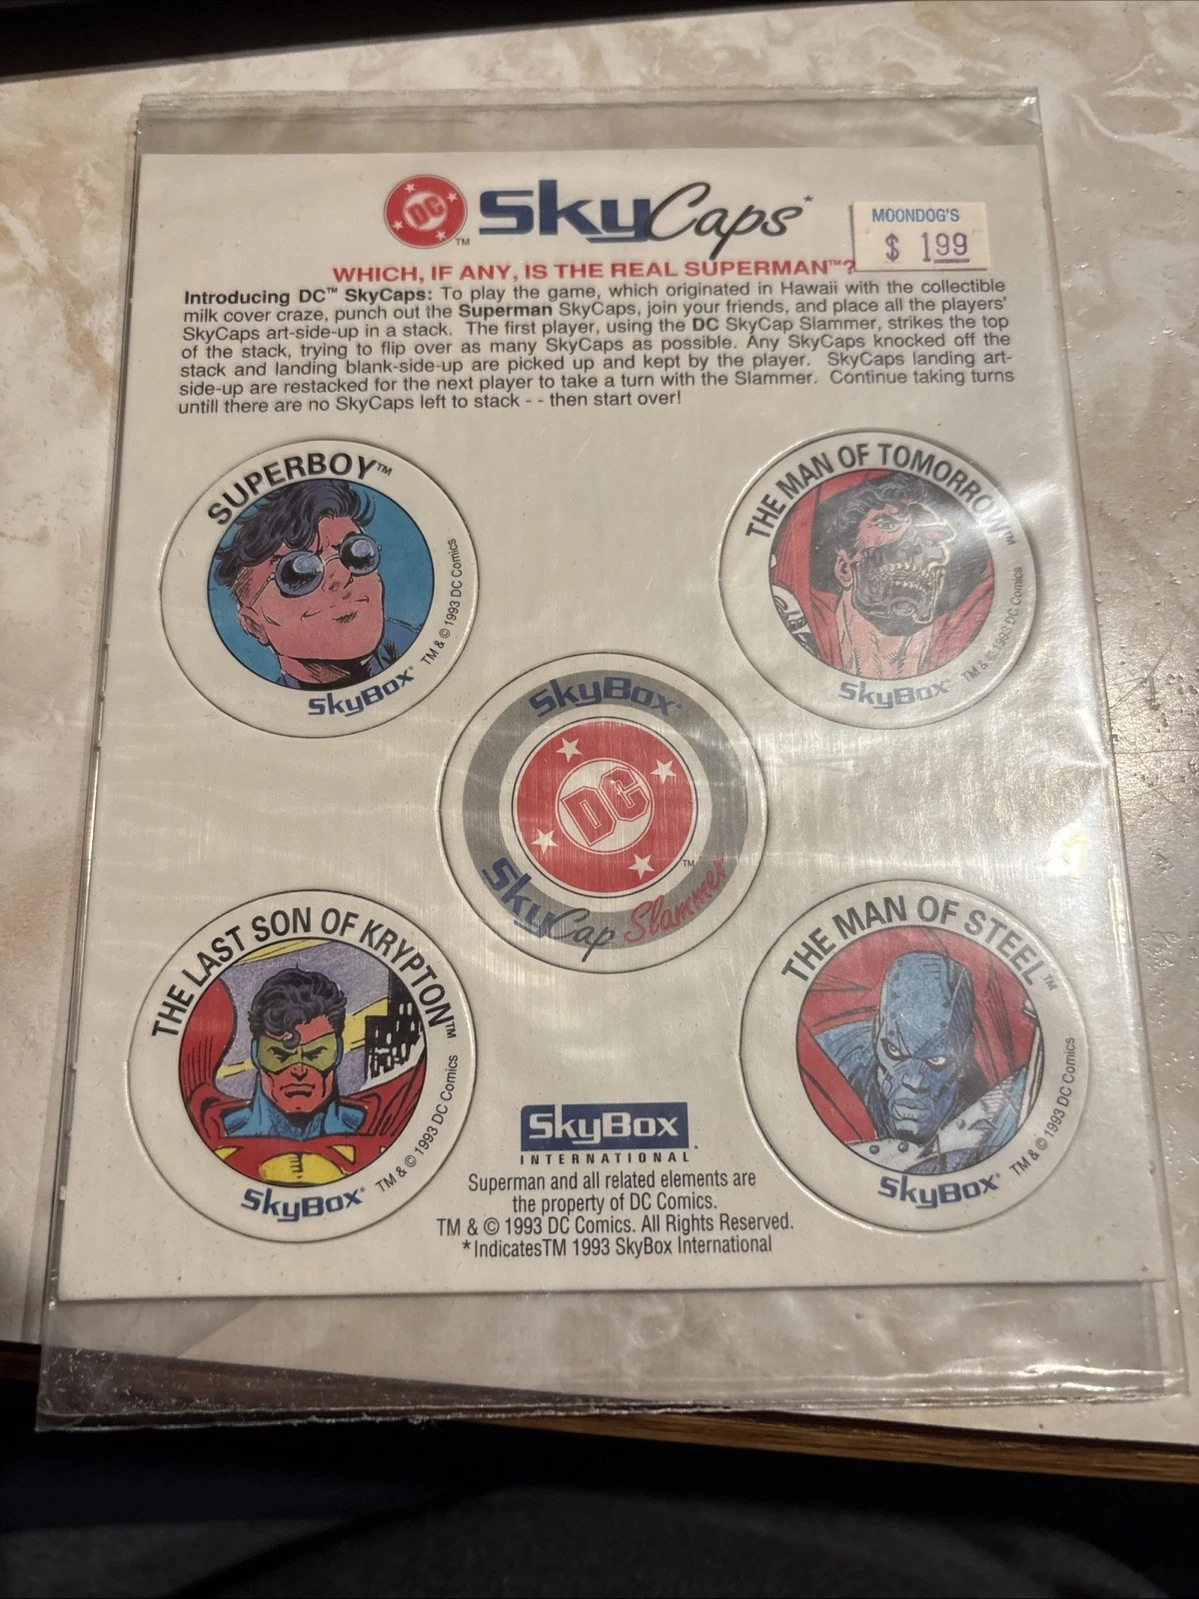 DC
TM
SkyCaps*
MOONDOG'S
$ 1.99
WHICH, IF ANY, IS THE REAL SUPERMAN™?
Introducing DC™ SkyCaps: To play the game, which originated in Hawaii with the collectible
milk cover craze, punch out the Superman SkyCaps, join your friends, and place all the players'
SkyCaps art-side-up in a stack. The first player, using the DC SkyCap Slammer, strikes the top
of the stack, trying to flip over as many SkyCaps as possible. Any SkyCaps knocked off the
stack and landing blank-side-up are picked up and kept by the player. SkyCaps landing art-
side-up are restacked for the next player to take a turn with the Slammer. Continue taking turns
untill there are no SkyCaps left to stack - - then start over!
SUPERBOY™
TM & © 1993 DC Comics
SkyBox*
THE MAN OF TOMORROW™
TM & © 1993 DC Comics
SkyBox*
SkyBox*
DC
TM
SkyCap Slammer
THE LAST SON OF KRYPTON™
TM & © 1993 DC Comics
SkyBox*
THE MAN OF STEEL™
TM & © 1993 DC Comics
SkyBox*
SkyBox
INTERNATIONAL
Superman and all related elements are
the property of DC Comics.
TM & © 1993 DC Comics. All Rights Reserved.
*IndicatesTM 1993 SkyBox International